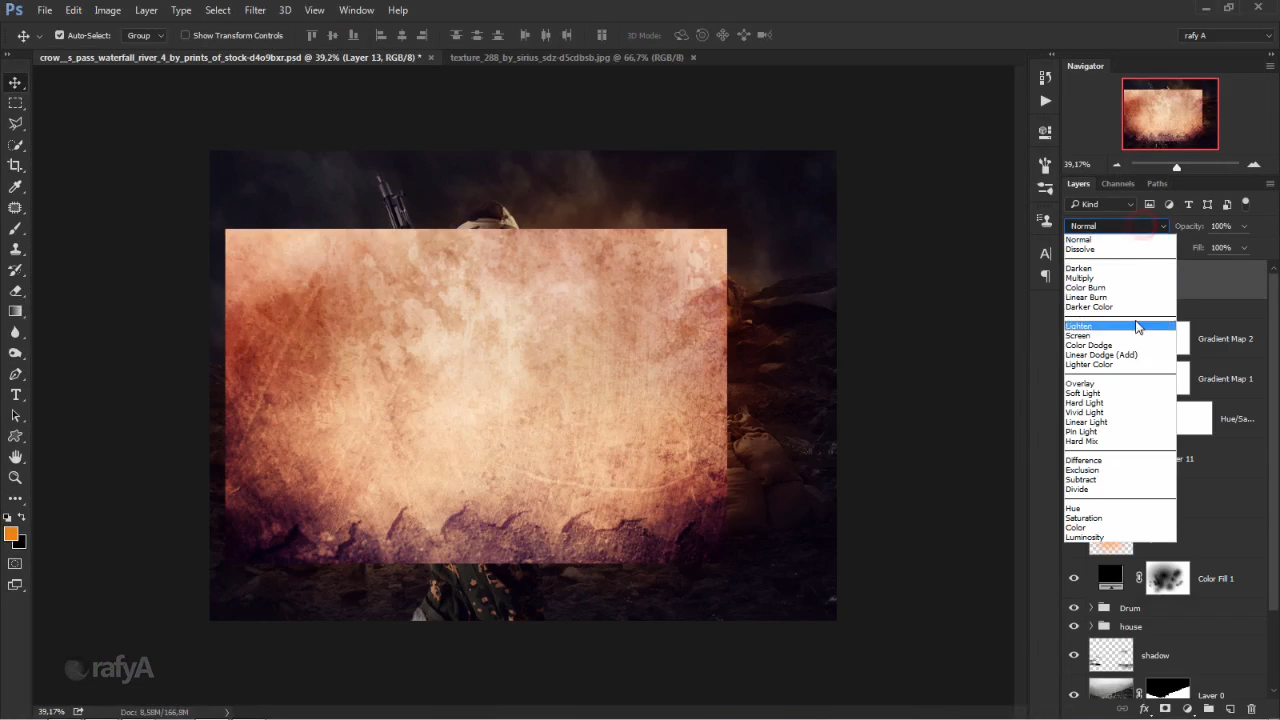 Ps File Edit Image Layer Type Select Filter 3D View Window Help
Auto-Select: Group Show Transform Controls 3D Mode: rafy A
crow__s_pass_waterfall_river_4_by_prints_of_stock-d4o9bxr.psd @ 39,2% (Layer 13, RGB/8) * × texture_288_by_sirius_sdz-d5cdbsb.jpg @ 66,7% (RGB/8) ×
Navigator
39,17%
Layers Channels Paths
Kind
Normal Opacity: 100%
Normal
Fill: 100%
Dissolve
Darken
Multiply
Color Burn
Linear Burn
Darker Color
Lighten
Screen
Gradient Map 2
Color Dodge
Linear Dodge (Add)
Lighter Color
Gradient Map 1
Overlay
Soft Light
Hard Light
Vivid Light
Hue/Sa...
Linear Light
Pin Light
Hard Mix
Difference
er 11
Exclusion
Subtract
Divide
Hue
Saturation
Color
Luminosity
Color Fill 1
Drum
house
shadow
rafyA
Layer 0
39,17% Doc: 8,58M/166,9M
fx